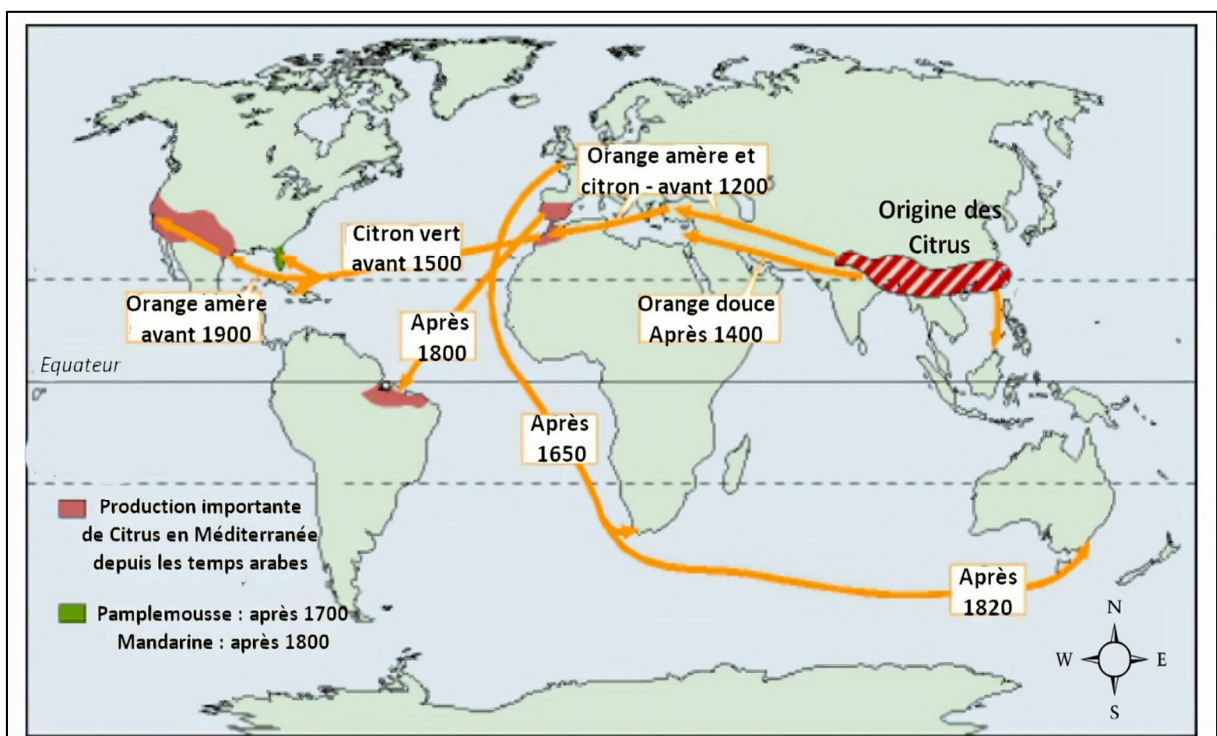 Orange amère et
citron - avant 1200
Origine des
Citrus
Citron vert
avant 1500
Orange amère
avant 1900
Après
1800
Orange douce
Après 1400
Equateur
0°
Après
1650
Production importante
de Citrus en Méditerranée
depuis les temps arabes
Après
1820
Pamplemousse : après 1700
Mandarine : après 1800
N
W
E
S